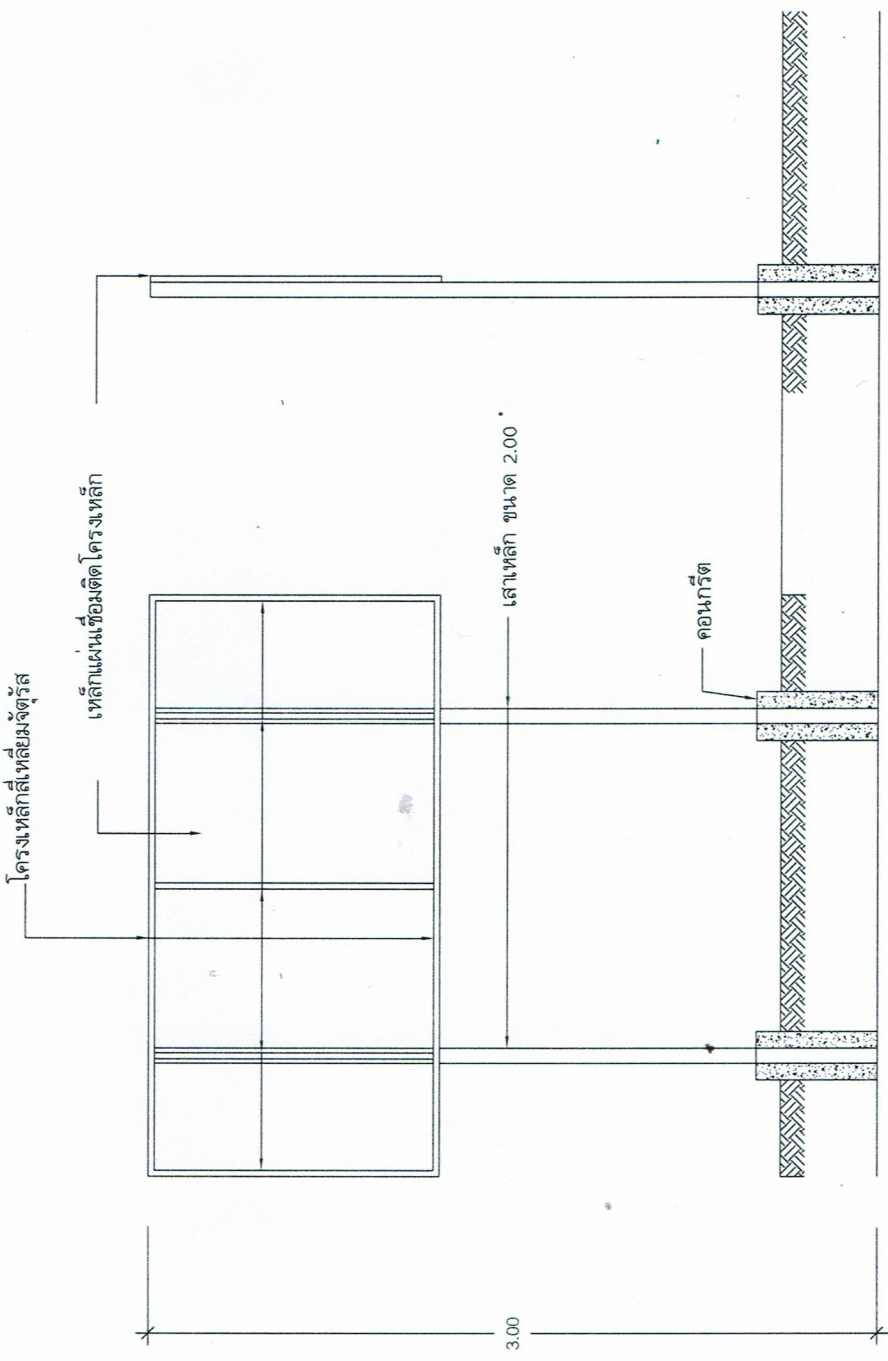 โครงเหล็กสี่เหลี่ยมจัตุรัส
เหล็กแผ่นเชื่อมติดโครงเหล็ก
เสาเหล็ก ขนาด 2.00 "
คอนกรีต
3.00